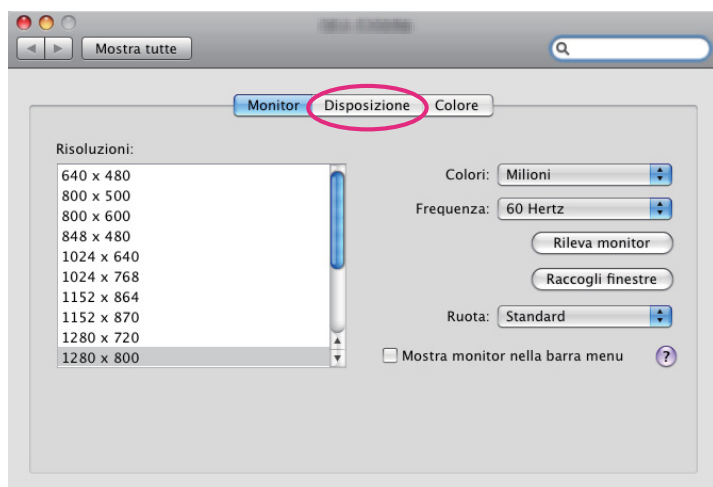 Mostra tutte
Monitor Disposizione Colore
Risoluzioni:
640 x 480
800 x 500
800 x 600
848 x 480
1024 x 640
1024 x 768
1152 x 864
1152 x 870
1280 x 720
1280 x 800
Colori: Milioni
Frequenza: 60 Hertz
Rileva monitor
Raccogli finestre
Ruota: Standard
Mostra monitor nella barra menu ?